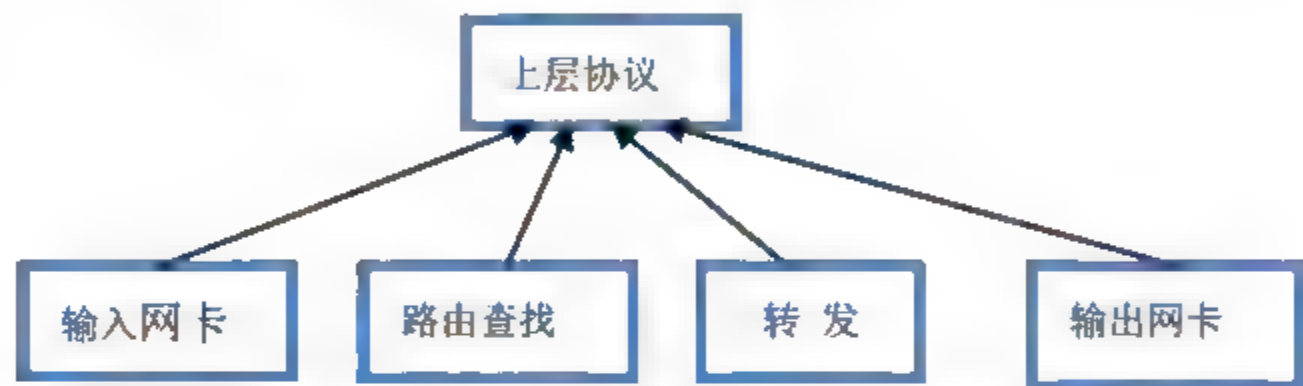 上层协议
输入网卡
路由查找
转 发
输出网卡